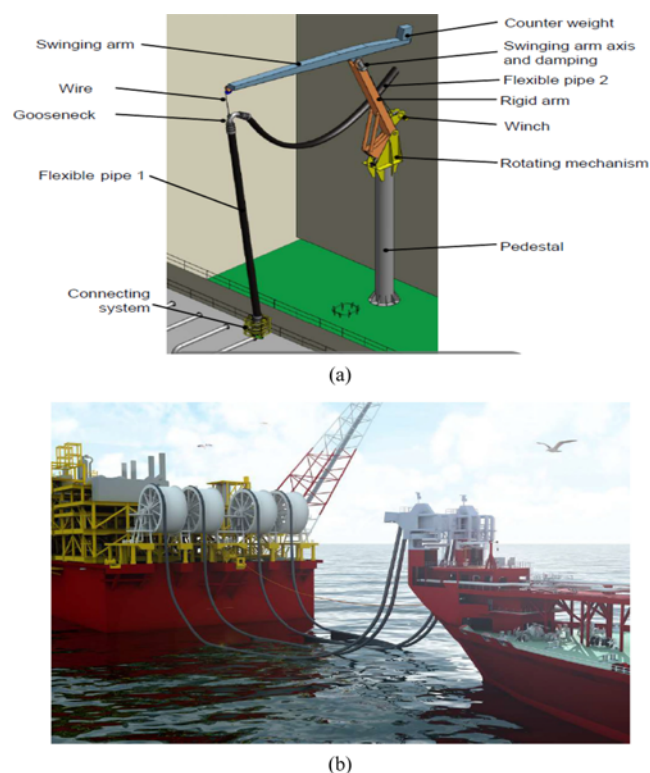 Counter weight
Swinging arm
Swinging arm axis
and damping
Wire
Flexible pipe 2
Rigid arm
Gooseneck
Winch
Flexible pipe 1
Rotating mechanism
Pedestal
Connecting
system
(a)
(b)